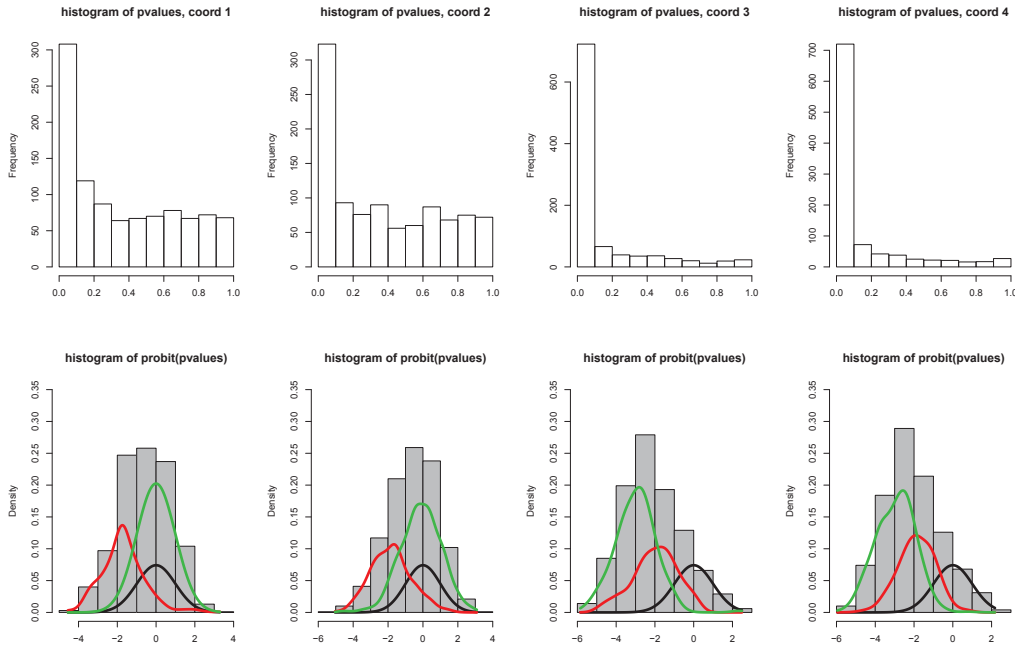 histogram of pvalues, coord 1
Frequency
0 50 100 150 200 250 300
0.0 0.2 0.4 0.6 0.8 1.0
histogram of pvalues, coord 2
Frequency
0 50 100 150 200 250 300
0.0 0.2 0.4 0.6 0.8 1.0
histogram of pvalues, coord 3
Frequency
0 200 400 600
0.0 0.2 0.4 0.6 0.8 1.0
histogram of pvalues, coord 4
Frequency
0 100 200 300 400 500 600 700
0.0 0.2 0.4 0.6 0.8 1.0
histogram of probit(pvalues)
Density
0.00 0.05 0.10 0.15 0.20 0.25 0.30 0.35
−4 −2 0 2 4
histogram of probit(pvalues)
Density
0.00 0.05 0.10 0.15 0.20 0.25 0.30 0.35
−6 −4 −2 0 2 4
histogram of probit(pvalues)
Density
0.00 0.05 0.10 0.15 0.20 0.25 0.30 0.35
−6 −4 −2 0 2
histogram of probit(pvalues)
Density
0.00 0.05 0.10 0.15 0.20 0.25 0.30 0.35
−6 −4 −2 0 2